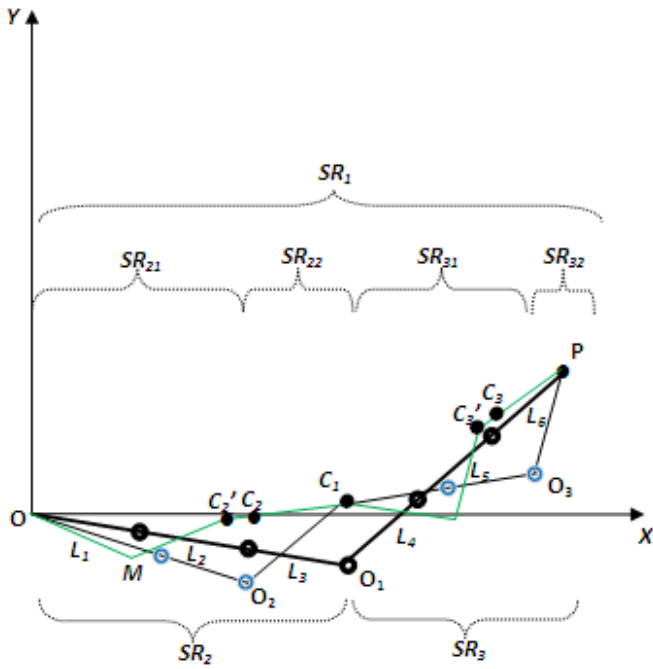 Y
SR1
SR21 SR22 SR31 SR32
P
C3
C3′
L6
C1
L5
O3
C2′ C2
O
X
L1 L2 L4
M
L3 O1
O2
SR2 SR3